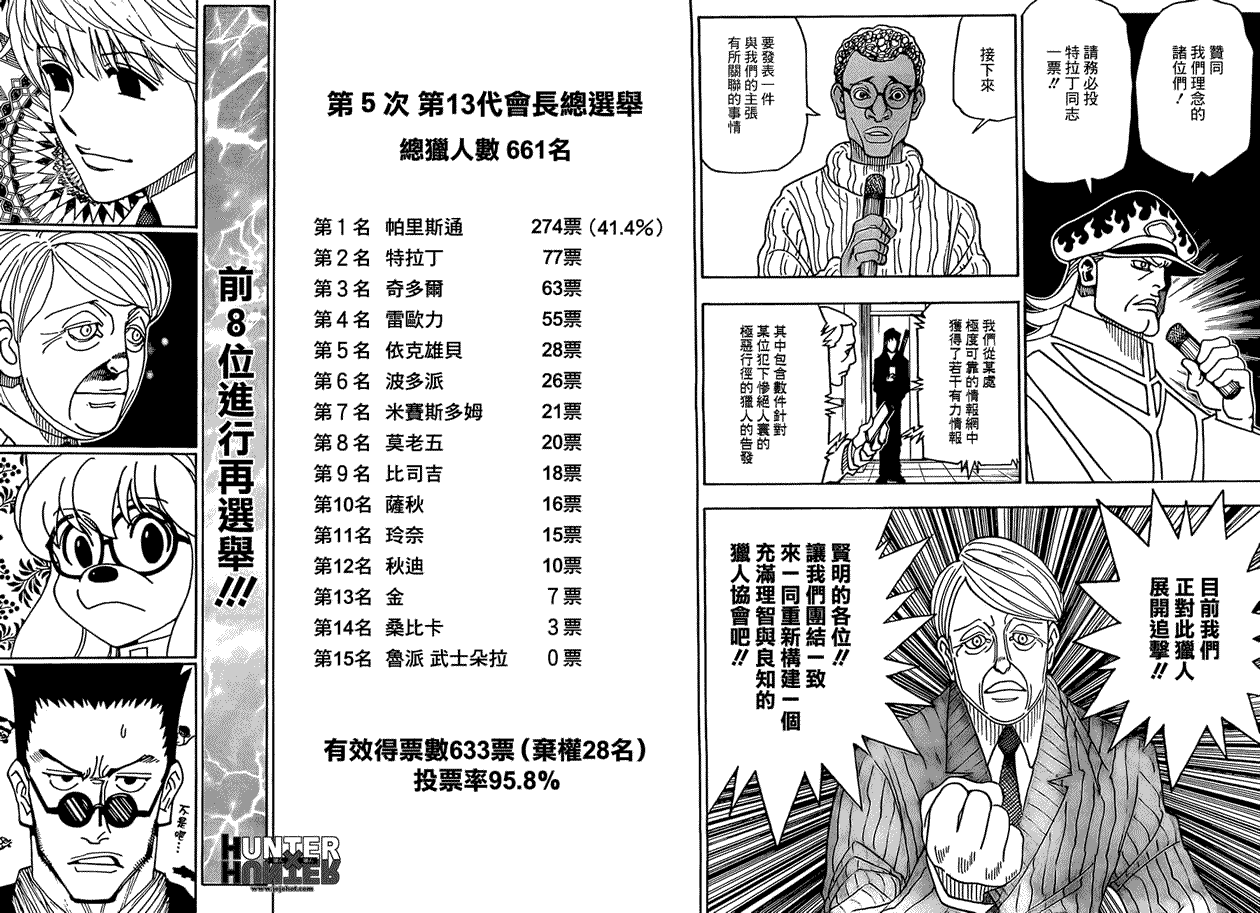 贊同
我們理念的
諸位們！
請務必投
特拉丁同志
一票!!
接下來
要發表一件
與我們的主張
有所關聯的事情
我們從某處
極度可靠的情報網中
獲得了若干有力情報
其中包含數件針對
某位犯下慘絕人寰的
極惡行徑的獵人的告發
目前我們
正對此獵人
展開追擊!!
賢明的各位!!
讓我們團結一致
來一同重新構建一個
充滿理智與良知的
獵人協會吧!!
第5次 第13代會長總選舉
總獵人數 661名
第1名 帕里斯通 274票（41.4%）
第2名 特拉丁 77票
第3名 奇多爾 63票
第4名 雷歐力 55票
第5名 依克雄貝 28票
第6名 波多派 26票
第7名 米賽斯多姆 21票
第8名 莫老五 20票
第9名 比司吉 18票
第10名 薩秋 16票
第11名 玲奈 15票
第12名 秋迪 10票
第13名 金 7票
第14名 桑比卡 3票
第15名 魯派 武士朵拉 0票
有效得票數633票（棄權28名）
投票率95.8%
前8位進行再選舉!!!
不是吧…
HUNTER
×
HUNTER
www.jojohot.com